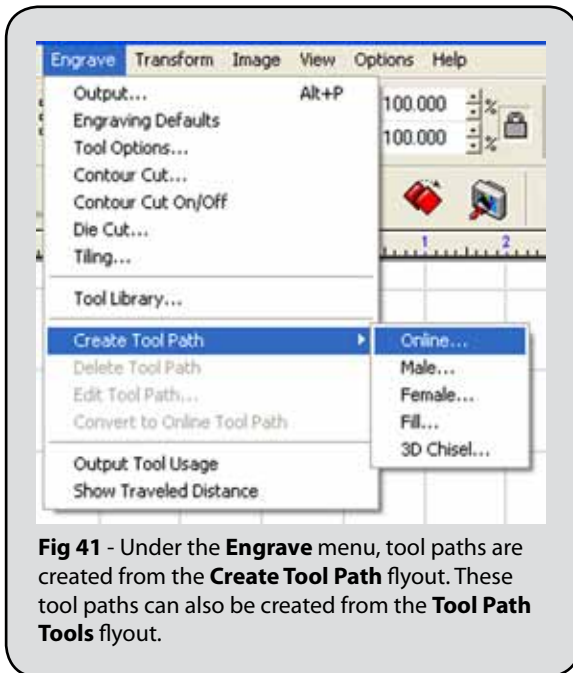 Engrave Transform Image View Options Help
Output... Alt+P
Engraving Defaults
Tool Options...
Contour Cut...
Contour Cut On/Off
Die Cut...
Tiling...
Tool Library...
Create Tool Path
Delete Tool Path
Edit Tool Path...
Convert to Online Tool Path
Output Tool Usage
Show Traveled Distance
100.000 %
100.000 %
1 2
Online...
Male...
Female...
Fill...
3D Chisel...
Fig 41 - Under the Engrave menu, tool paths are
created from the Create Tool Path flyout. These
tool paths can also be created from the Tool Path
Tools flyout.